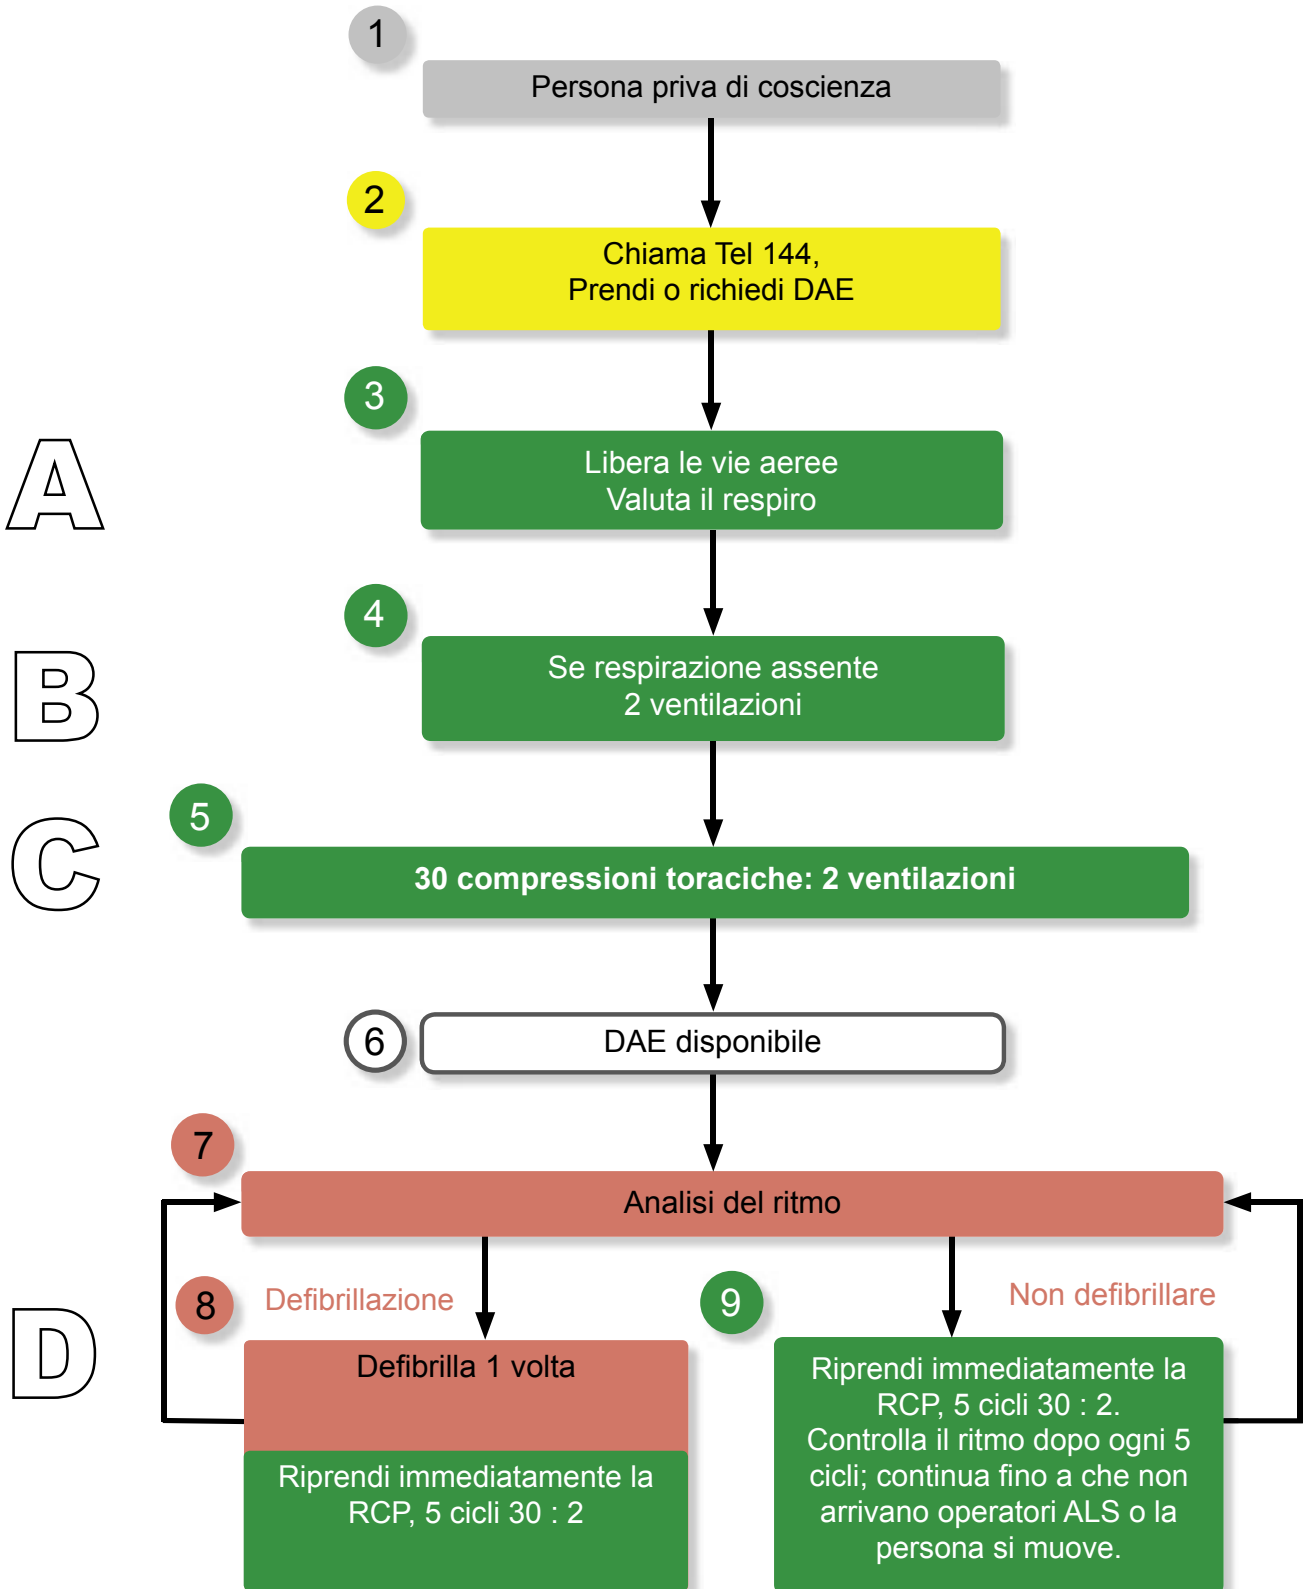 1
Persona priva di coscienza
2
Chiama Tel 144,
Prendi o richiedi DAE
3
A
Libera le vie aeree
Valuta il respiro
4
B
Se respirazione assente
2 ventilazioni
5
C
30 compressioni toraciche: 2 ventilazioni
6
DAE disponibile
7
Analisi del ritmo
8
Defibrillazione
9
Non defibrillare
D
Defibrilla 1 volta
Riprendi immediatamente la
RCP, 5 cicli 30 : 2
Riprendi immediatamente la
RCP, 5 cicli 30 : 2.
Controlla il ritmo dopo ogni 5
cicli; continua fino a che non
arrivano operatori ALS o la
persona si muove.